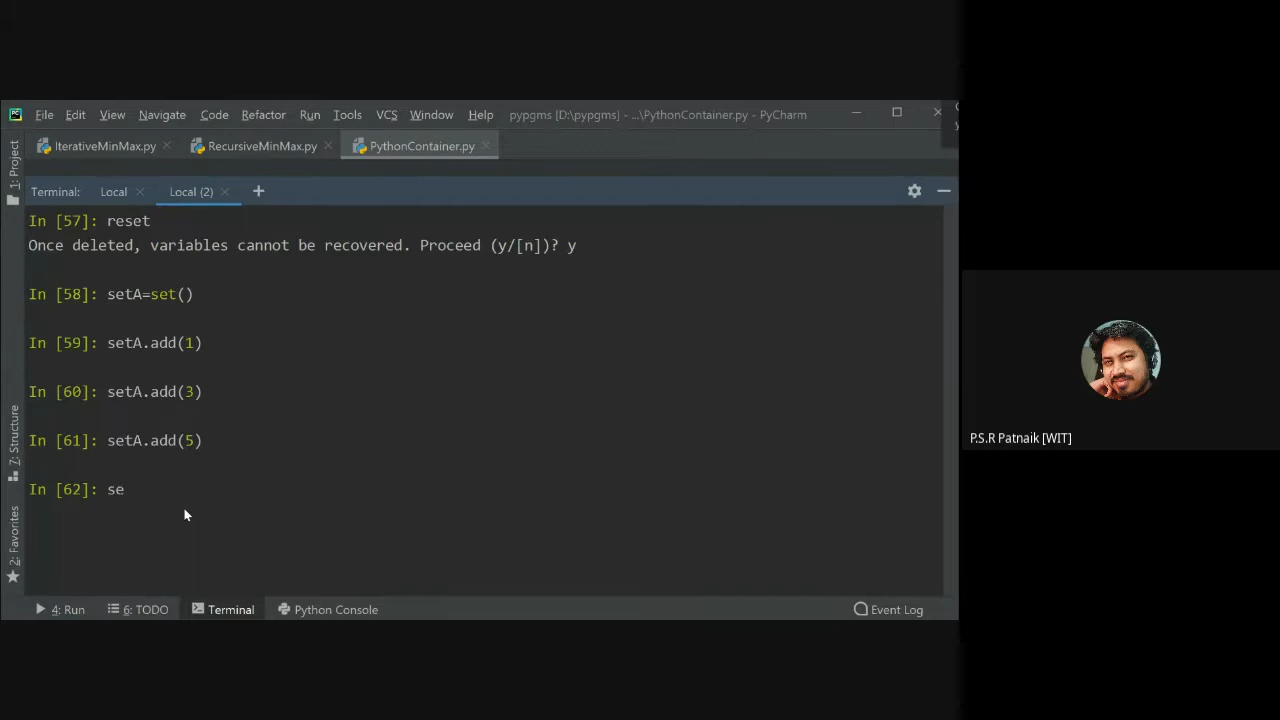 File Edit View Navigate Code Refactor Run Tools VCS Window Help pypgms [D:\pypgms] - ...\PythonContainer.py - PyCharm
IterativeMinMax.py RecursiveMinMax.py PythonContainer.py
1: Project
Terminal: Local Local (2) +
In [57]: reset
Once deleted, variables cannot be recovered. Proceed (y/[n])? y
In [58]: setA=set()
In [59]: setA.add(1)
In [60]: setA.add(3)
In [61]: setA.add(5)
In [62]: se
7: Structure
2: Favorites
4: Run 6: TODO Terminal Python Console Event Log
P.S.R Patnaik [WIT]